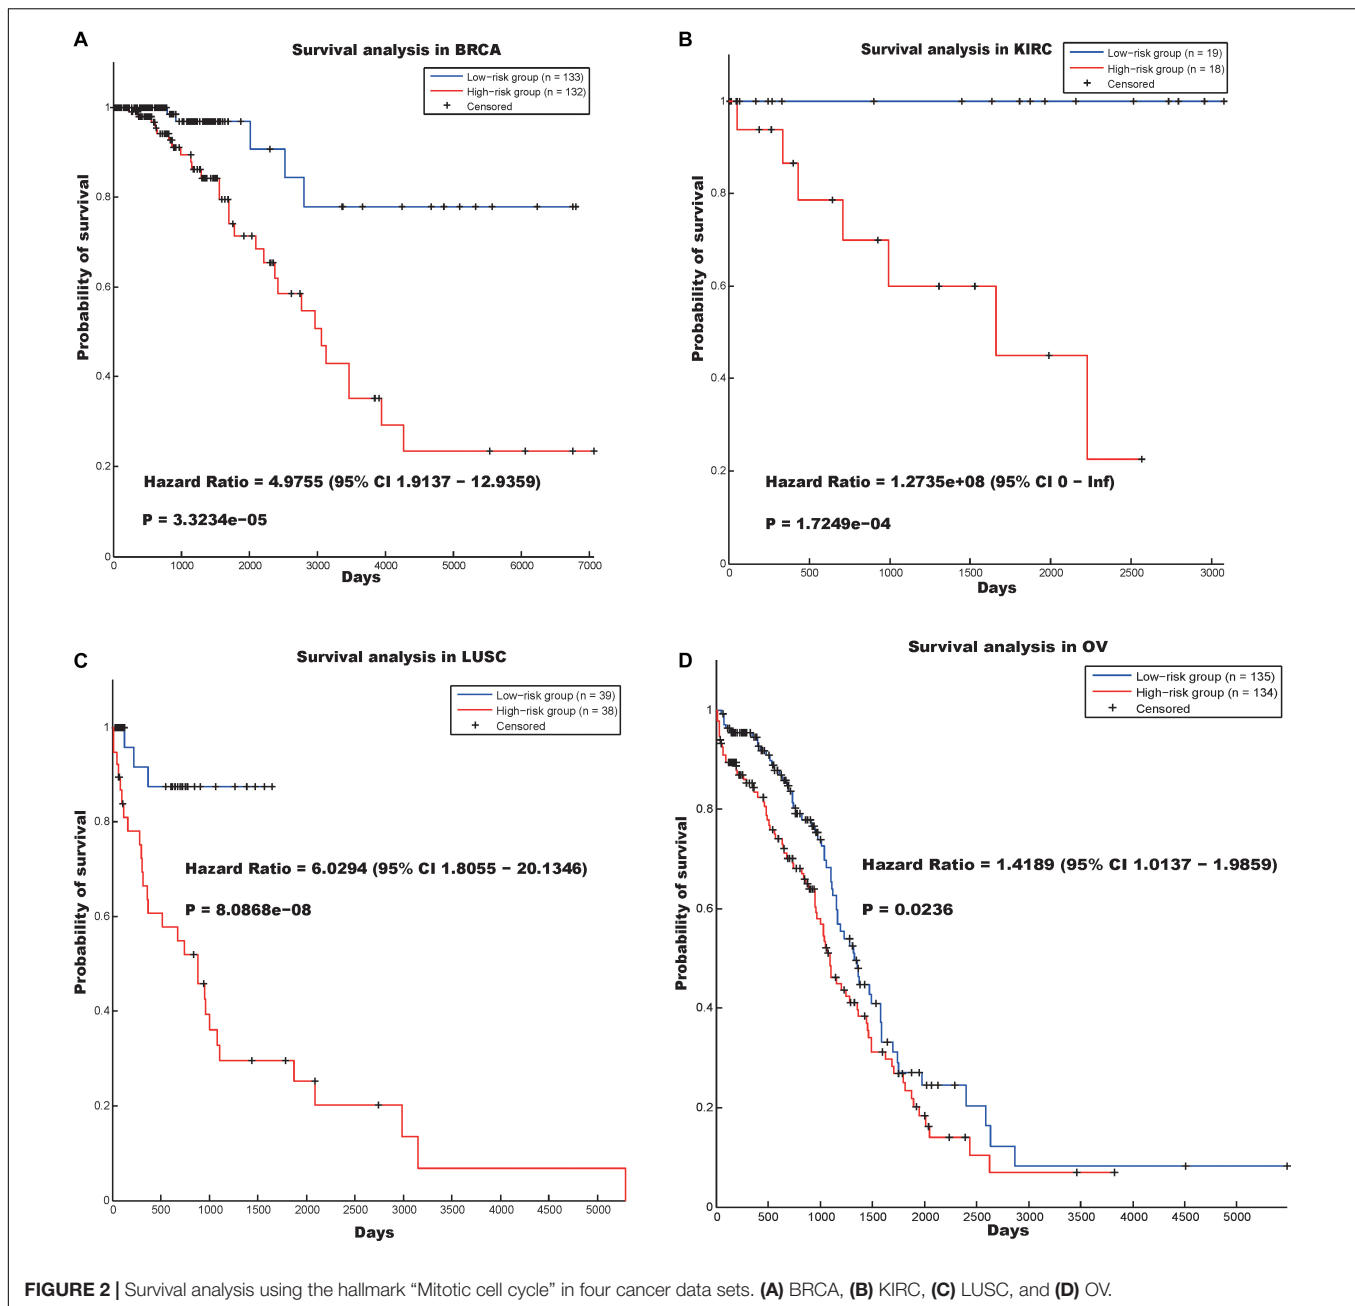 A
Survival analysis in BRCA
Low−risk group (n = 133)
High−risk group (n = 132)
Censored
1
0.8
0.6
0.4
0.2
0
Probability of survival
Hazard Ratio = 4.9755 (95% CI 1.9137 − 12.9359)
P = 3.3234e−05
0 1000 2000 3000 4000 5000 6000 7000
Days
B
Survival analysis in KIRC
Low−risk group (n = 19)
High−risk group (n = 18)
Censored
1
0.8
0.6
0.4
0.2
0
Probability of survival
Hazard Ratio = 1.2735e+08 (95% CI 0 − Inf)
P = 1.7249e−04
0 500 1000 1500 2000 2500 3000
Days
C
Survival analysis in LUSC
Low−risk group (n = 39)
High−risk group (n = 38)
Censored
1
0.8
0.6
0.4
0.2
0
Probability of survival
Hazard Ratio = 6.0294 (95% CI 1.8055 − 20.1346)
P = 8.0868e−08
0 500 1000 1500 2000 2500 3000 3500 4000 4500 5000
Days
D
Survival analysis in OV
Low−risk group (n = 135)
High−risk group (n = 134)
Censored
1
0.8
0.6
0.4
0.2
0
Probability of survival
Hazard Ratio = 1.4189 (95% CI 1.0137 − 1.9859)
P = 0.0236
0 500 1000 1500 2000 2500 3000 3500 4000 4500 5000
Days
FIGURE 2 | Survival analysis using the hallmark “Mitotic cell cycle” in four cancer data sets. (A) BRCA, (B) KIRC, (C) LUSC, and (D) OV.